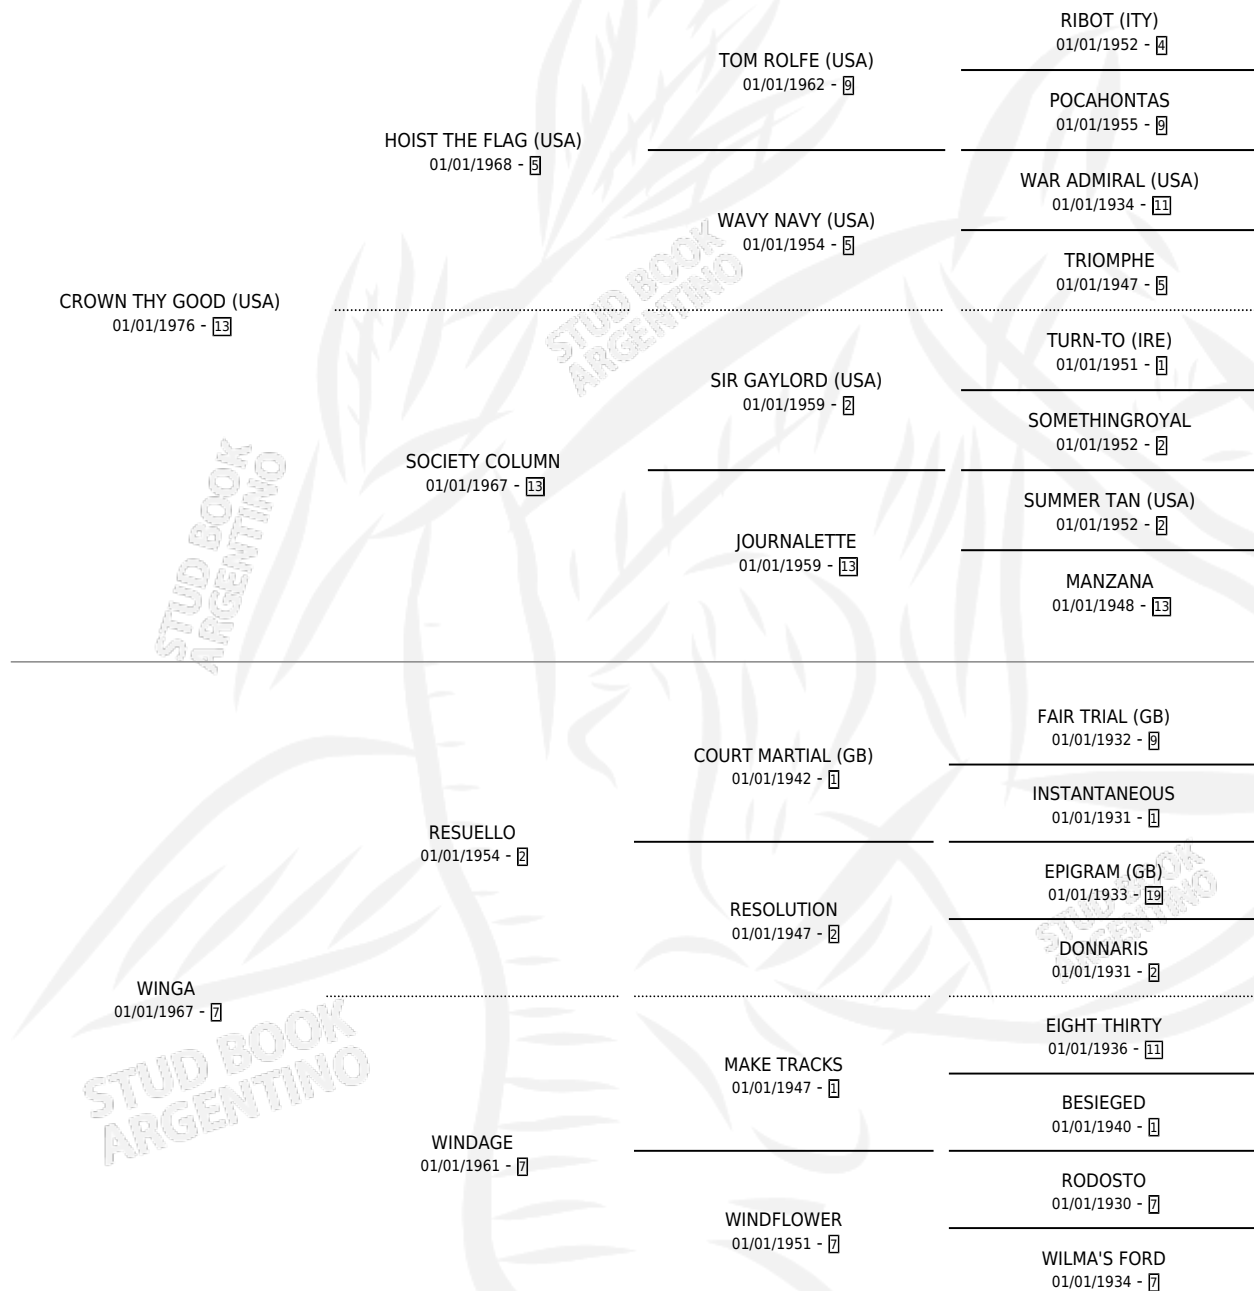 RIBOT (ITY)
01/01/1952 - 4
TOM ROLFE (USA)
01/01/1962 - 9
POCAHONTAS
01/01/1955 - 9
HOIST THE FLAG (USA)
01/01/1968 - 5
WAR ADMIRAL (USA)
01/01/1934 - 11
WAVY NAVY (USA)
01/01/1954 - 5
TRIOMPHE
01/01/1947 - 5
CROWN THY GOOD (USA)
01/01/1976 - 13
TURN-TO (IRE)
01/01/1951 - 1
SIR GAYLORD (USA)
01/01/1959 - 2
SOMETHINGROYAL
01/01/1952 - 2
SOCIETY COLUMN
01/01/1967 - 13
SUMMER TAN (USA)
01/01/1952 - 2
JOURNALETTE
01/01/1959 - 13
MANZANA
01/01/1948 - 13
FAIR TRIAL (GB)
01/01/1932 - 9
COURT MARTIAL (GB)
01/01/1942 - 1
INSTANTANEOUS
01/01/1931 - 1
RESUELLO
01/01/1954 - 2
EPIGRAM (GB)
01/01/1933 - 19
RESOLUTION
01/01/1947 - 2
DONNARIS
01/01/1931 - 2
WINGA
01/01/1967 - 7
EIGHT THIRTY
01/01/1936 - 11
MAKE TRACKS
01/01/1947 - 1
BESIEGED
01/01/1940 - 1
WINDAGE
01/01/1961 - 7
RODOSTO
01/01/1930 - 7
WINDFLOWER
01/01/1951 - 7
WILMA'S FORD
01/01/1934 - 7
STUD BOOK
ARGENTINO
STUD BOOK
ARGENTINO
STUD BOOK
ARGENTINO
STUD BOOK
ARGENTINO